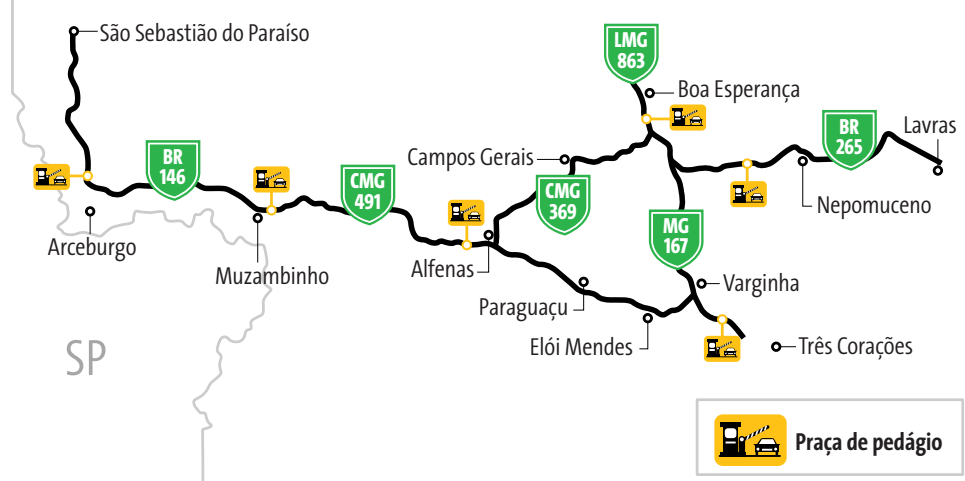 São Sebastião do Paraíso
LMG
863
Boa Esperança
BR
265
Lavras
Campos Gerais
BR
146
CMG
491
CMG
369
Nepomuceno
Arceburgo
MG
167
Muzambinho
Alfenas
Varginha
Paraguaçu
Elói Mendes
Três Corações
SP
Praça de pedágio